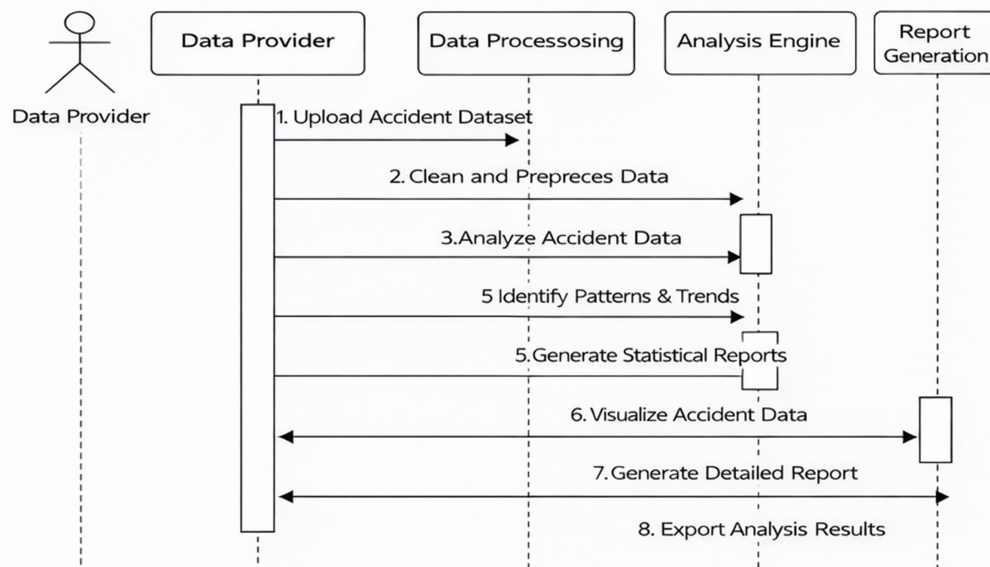 Data Provider
Data Processosing
Analysis Engine
Report
Generation
Data Provider
1. Upload Accident Dataset
2. Clean and Prepreces Data
3.Analyze Accident Data
5 Identify Patterns & Trends
5.Generate Statistical Reports
6. Visualize Accident Data
7. Generate Detailed Report
8. Export Analysis Results